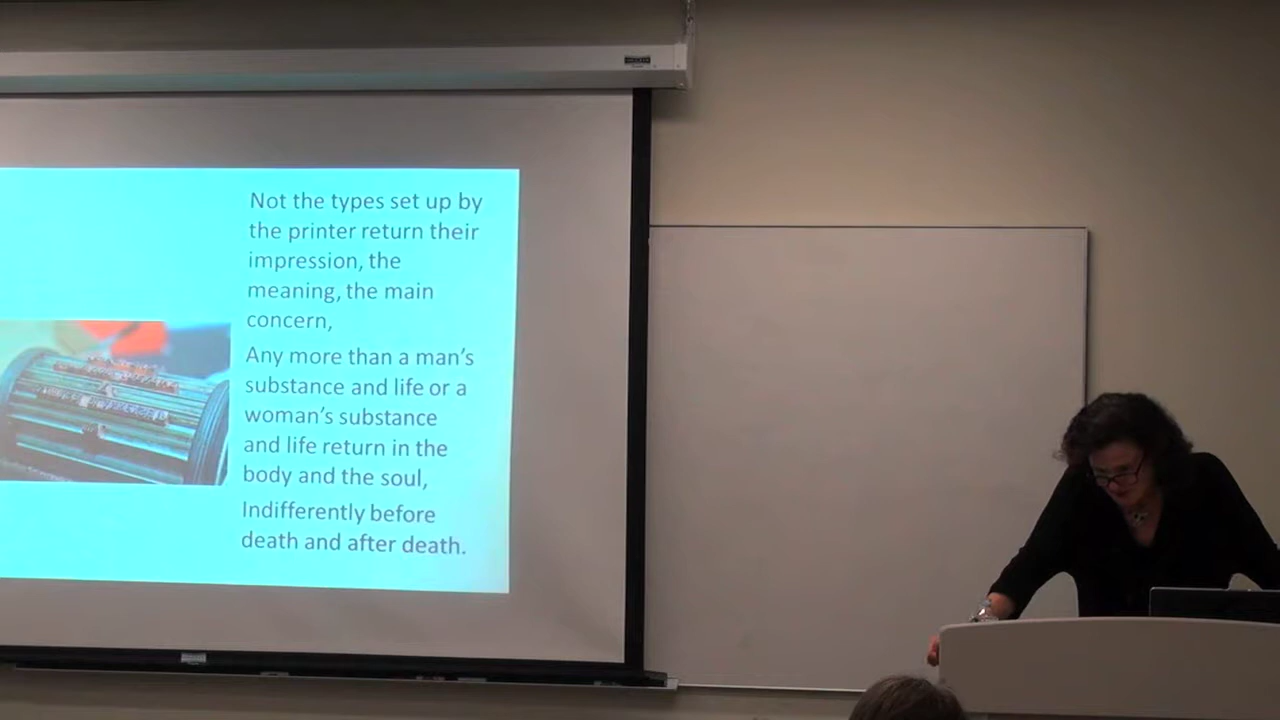 Not the types set up by
the printer return their
impression, the
meaning, the main
concern,
Any more than a man's
substance and life or a
woman's substance
and life return in the
body and the soul,
Indifferently before
death and after death.